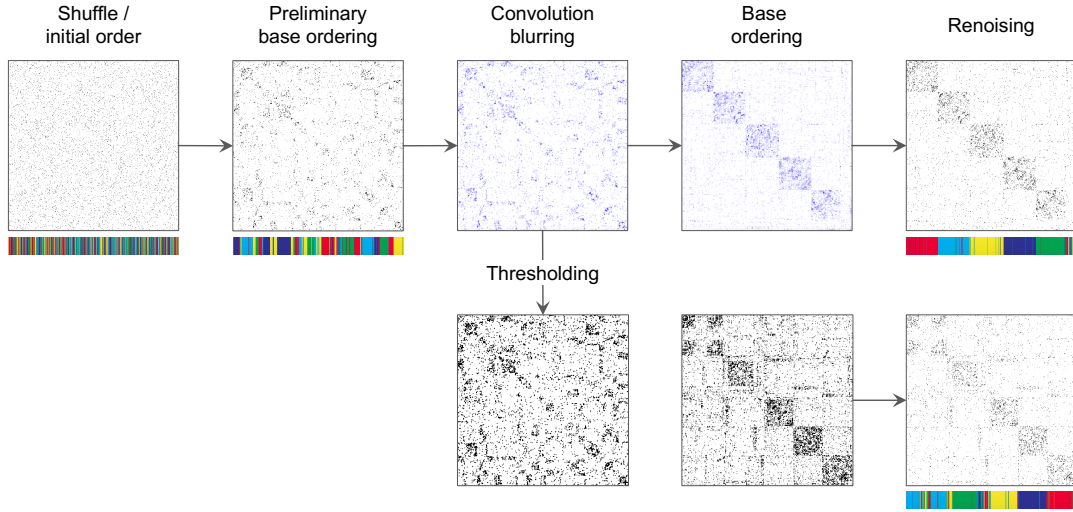 Shuffle /
initial order
Preliminary
base ordering
Convolution
blurring
Base
ordering
Renoising
Thresholding